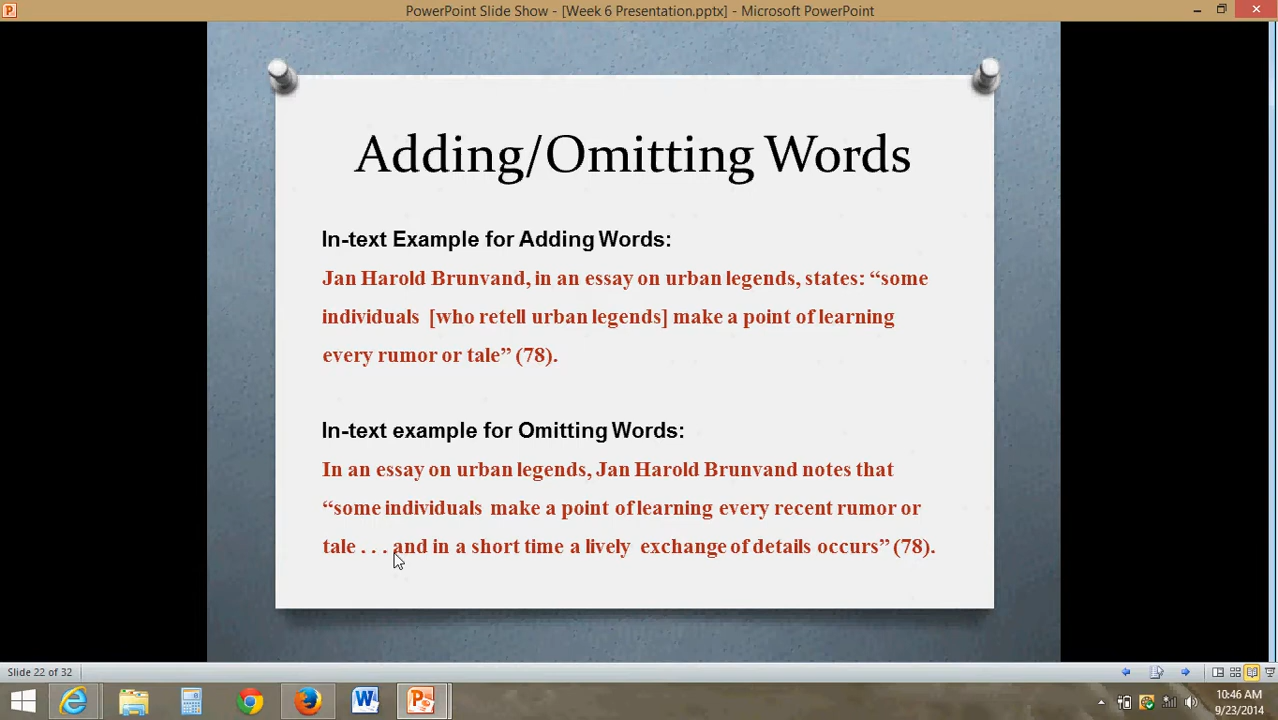 PowerPoint Slide Show - [Week 6 Presentation.pptx] - Microsoft PowerPoint
Adding/Omitting Words
In-text Example for Adding Words:
Jan Harold Brunvand, in an essay on urban legends, states: “some
individuals [who retell urban legends] make a point of learning
every rumor or tale” (78).
In-text example for Omitting Words:
In an essay on urban legends, Jan Harold Brunvand notes that
“some individuals make a point of learning every recent rumor or
tale . . . and in a short time a lively exchange of details occurs” (78).
Slide 22 of 32
10:46 AM
9/23/2014